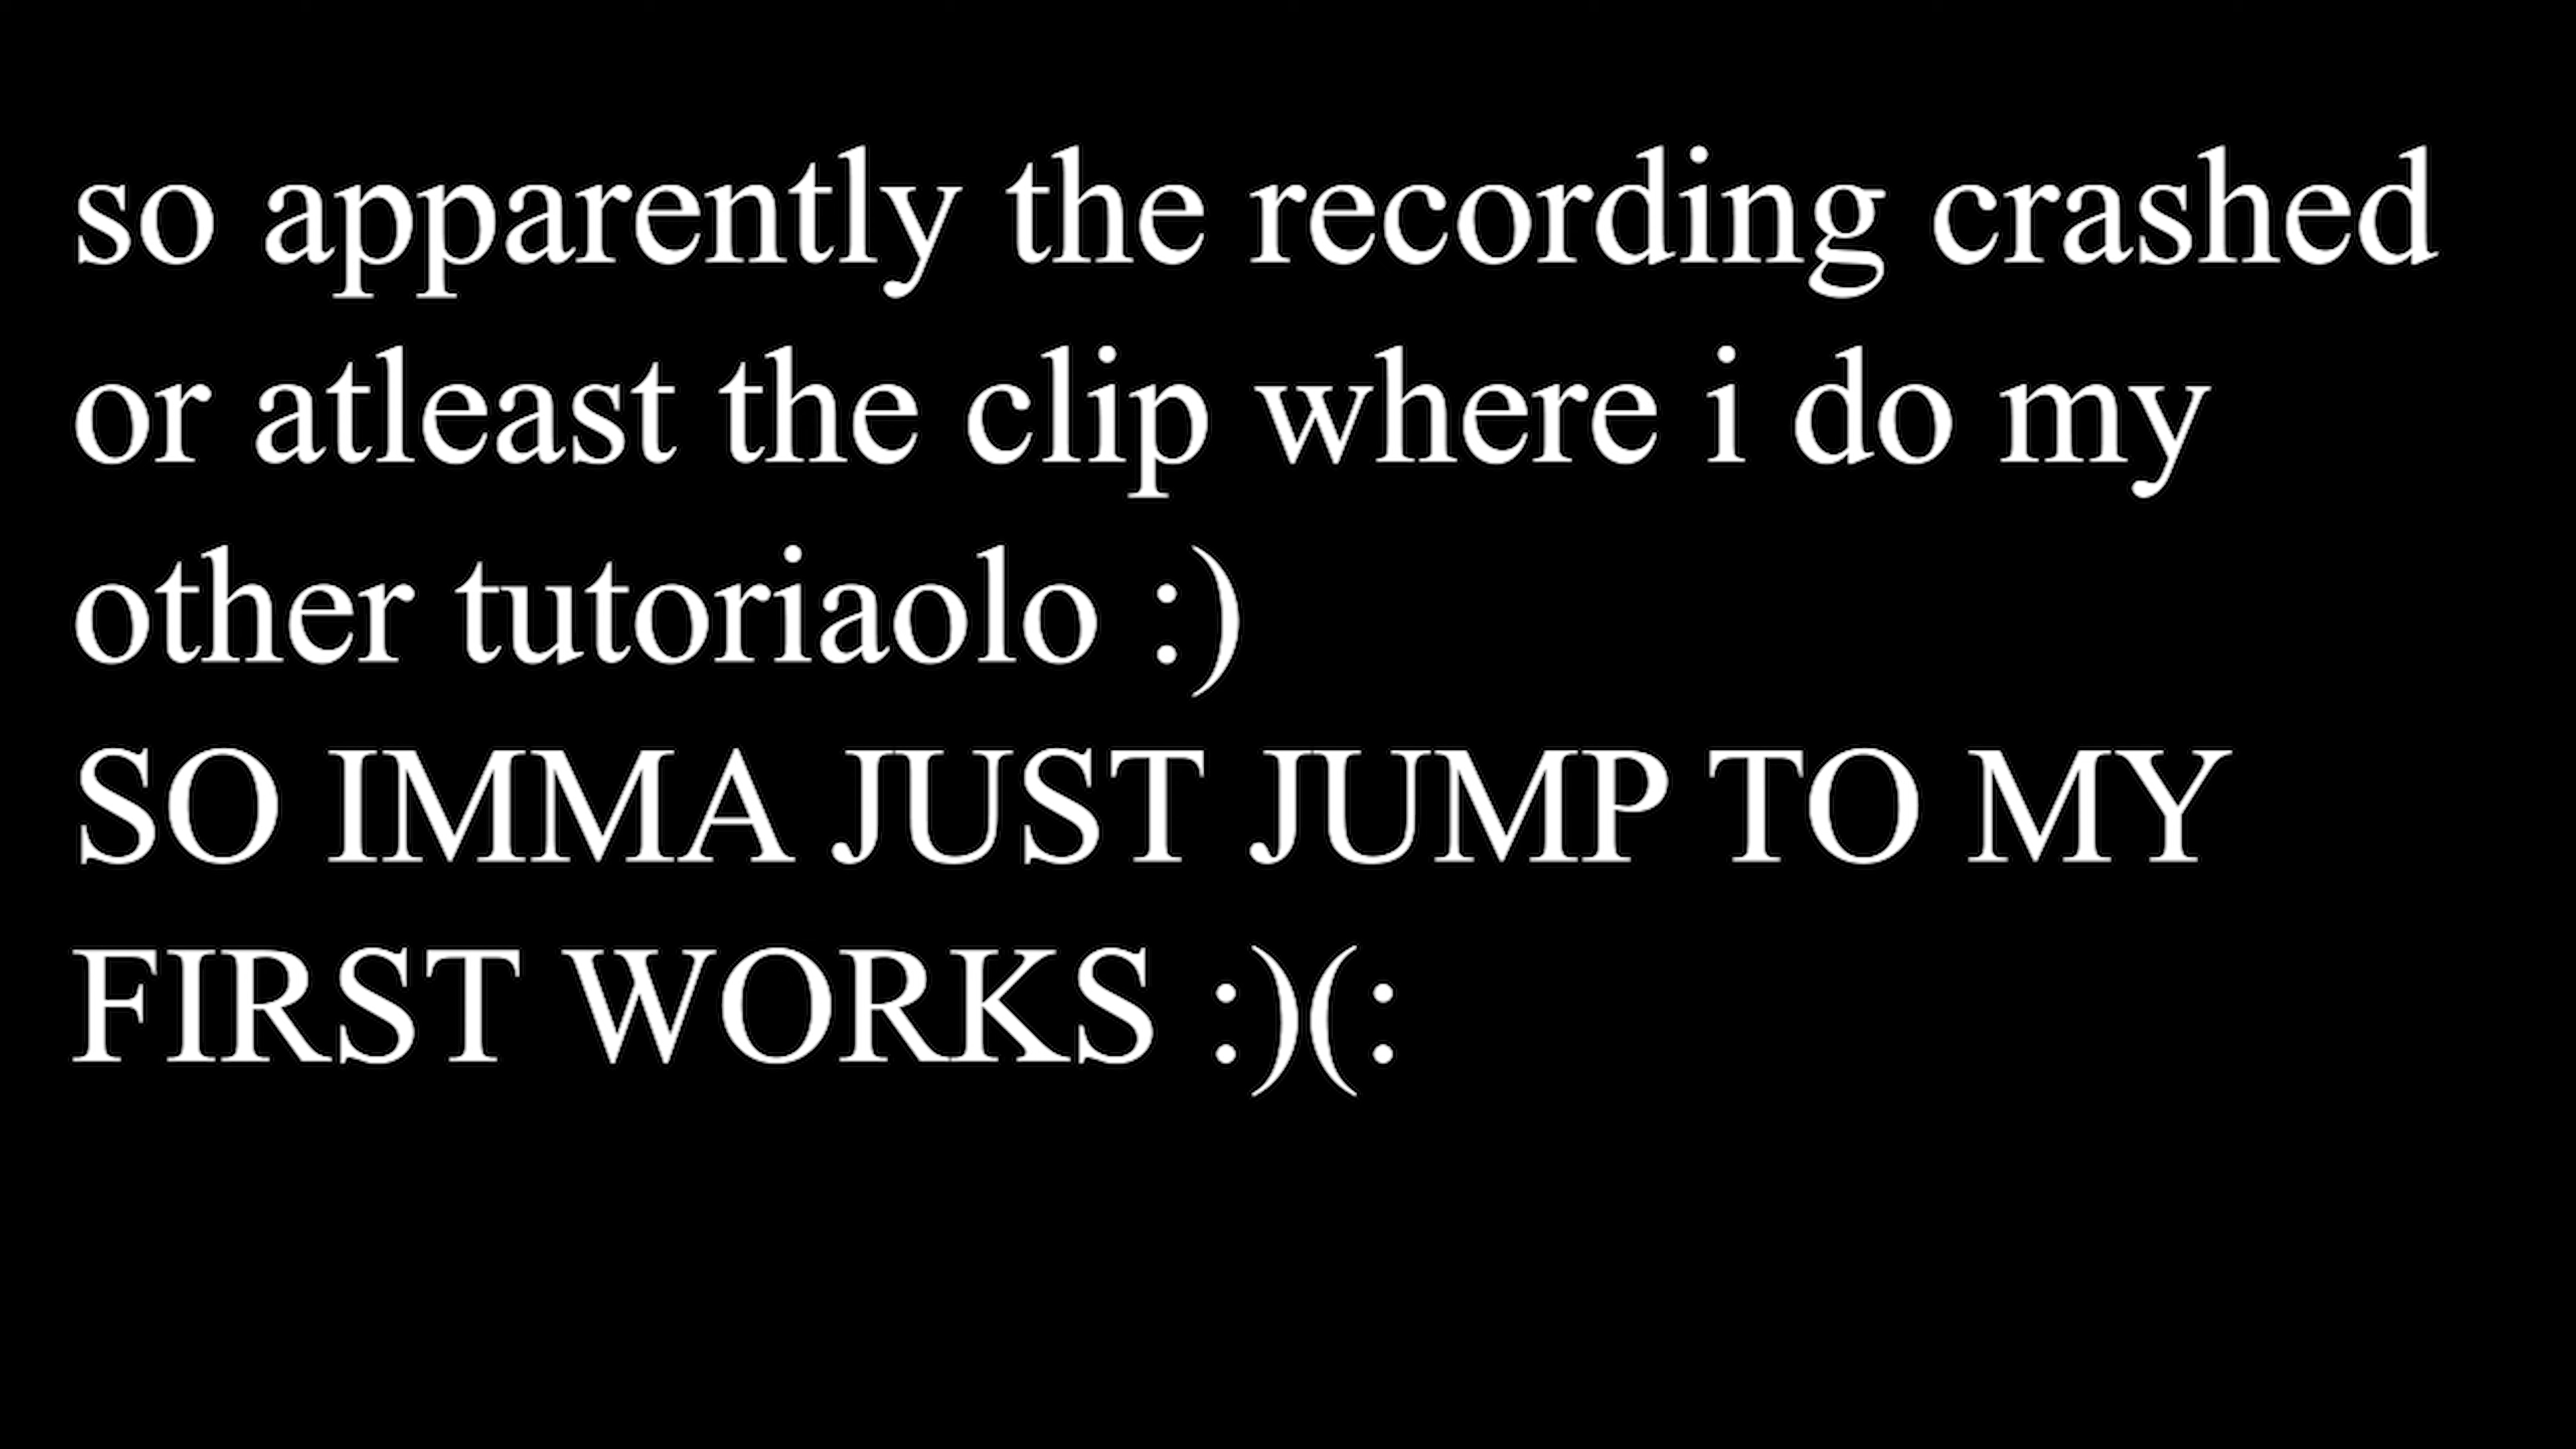 so apparently the recording crashed
or atleast the clip where i do my
other tutoriaolo :)
SO IMMA JUST JUMP TO MY
FIRST WORKS :)(: